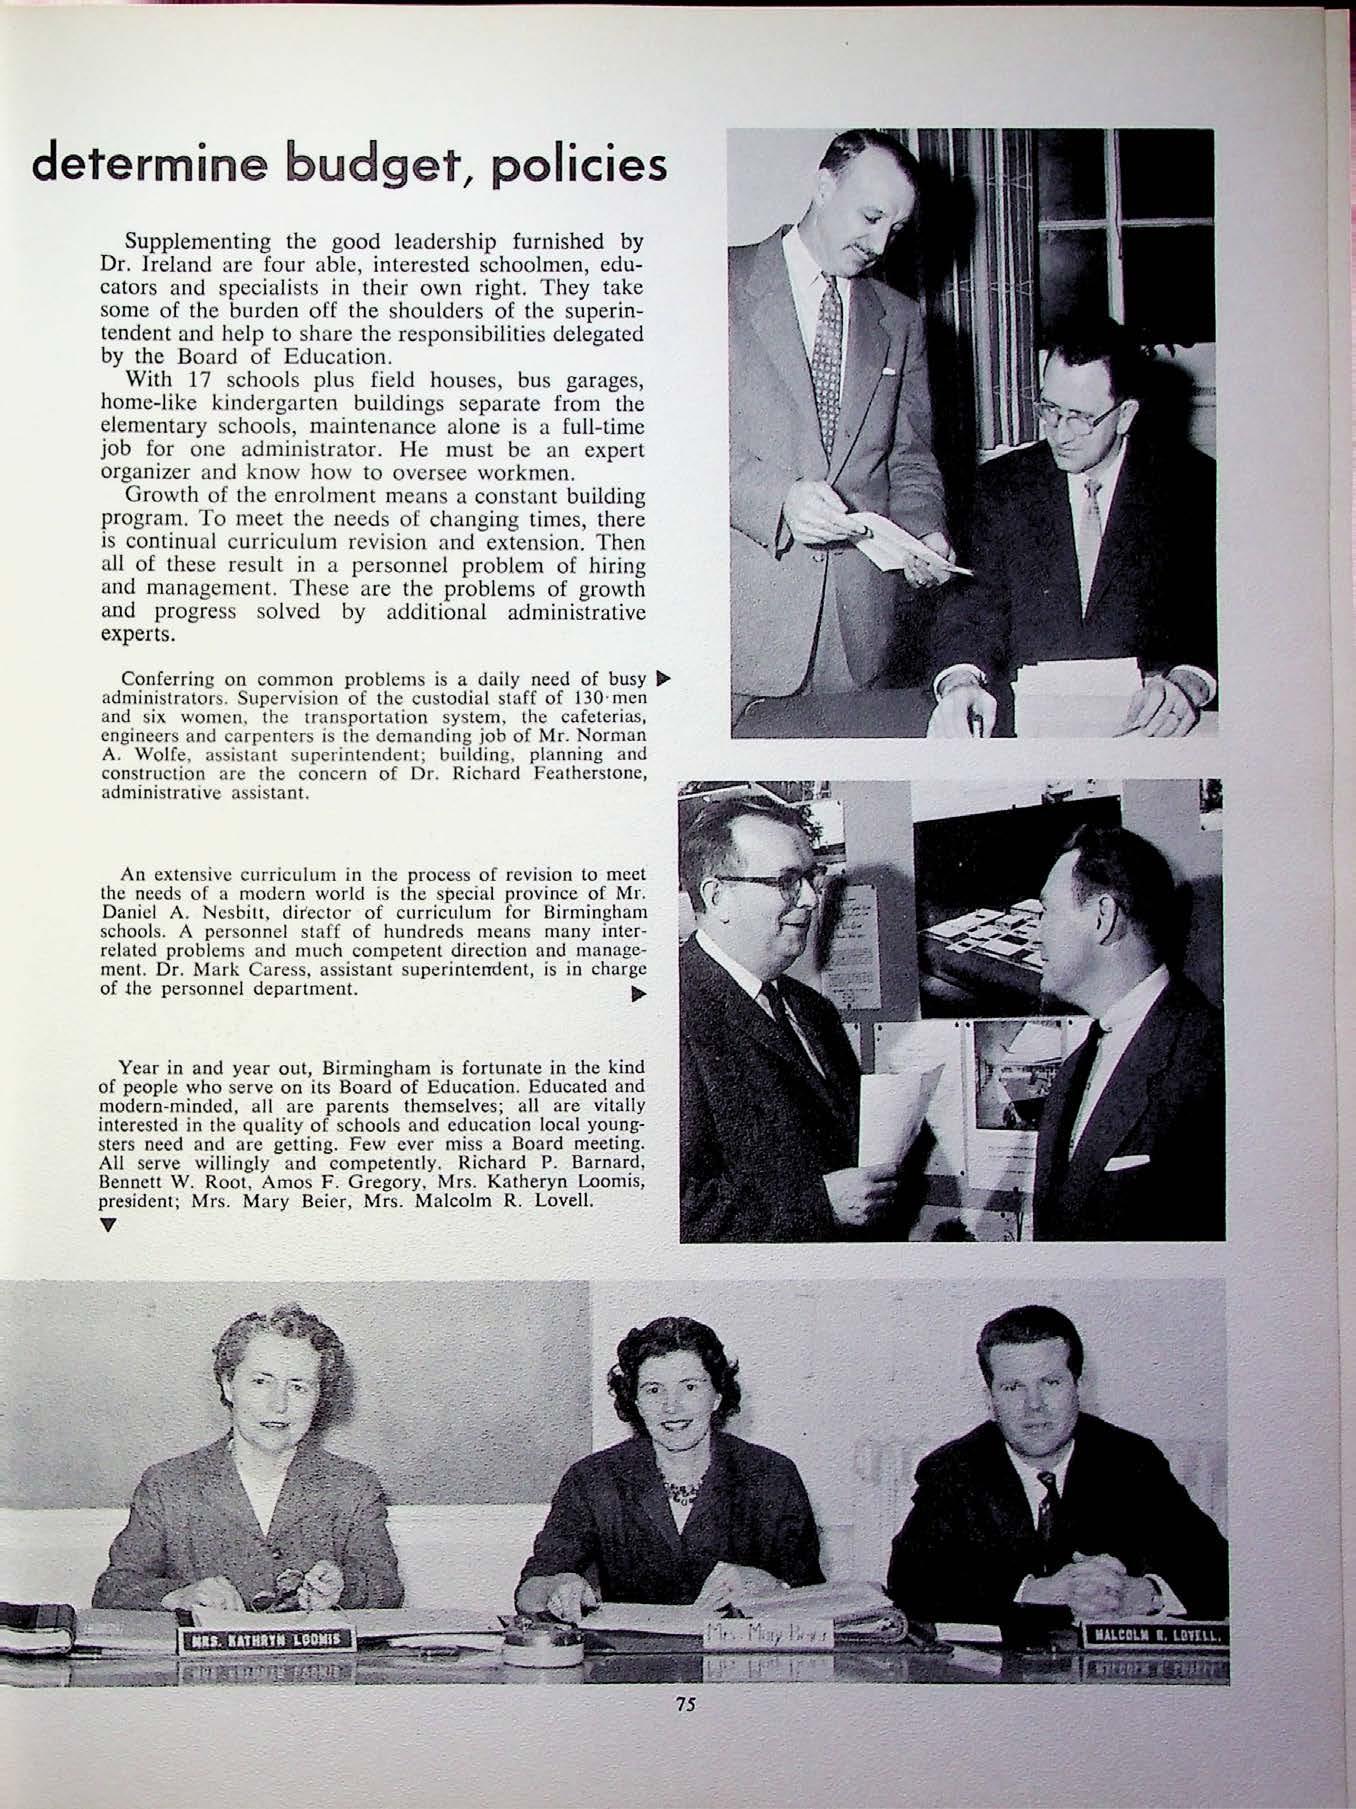 determine budget, policies
Supplementing the good leadership furnished by
Dr. Ireland are four able, interested schoolmen, edu-
cators and specialists in their own right. They take
some of the burden off the shoulders of the superin-
tendent and help to share the responsibilities delegated
by the Board of Education.
With 17 schools plus field houses, bus garages,
home-like kindergarten buildings separate from the
elementary schools, maintenance alone is a full-time
job for one administrator. He must be an expert
organizer and know how to oversee workmen.
Growth of the enrolment means a constant building
program. To meet the needs of changing times, there
is continual curriculum revision and extension. Then
all of these result in a personnel problem of hiring
and management. These are the problems of growth
and progress solved by additional administrative
experts.
Conferring on common problems is a daily need of busy ▶
administrators. Supervision of the custodial staff of 130 men
and six women, the transportation system, the cafeterias,
engineers and carpenters is the demanding job of Mr. Norman
A. Wolfe, assistant superintendent; building, planning and
construction are the concern of Dr. Richard Featherstone,
administrative assistant.
An extensive curriculum in the process of revision to meet
the needs of a modern world is the special province of Mr.
Daniel A. Nesbitt, director of curriculum for Birmingham
schools. A personnel staff of hundreds means many inter-
related problems and much competent direction and manage-
ment. Dr. Mark Caress, assistant superintendent, is in charge
of the personnel department. ▶
Year in and year out, Birmingham is fortunate in the kind
of people who serve on its Board of Education. Educated and
modern-minded, all are parents themselves; all are vitally
interested in the quality of schools and education local young-
sters need and are getting. Few ever miss a Board meeting.
All serve willingly and competently. Richard P. Barnard,
Bennett W. Root, Amos F. Gregory, Mrs. Katheryn Loomis,
president; Mrs. Mary Beier, Mrs. Malcolm R. Lovell.
▼
MRS. KATHRYN LOOMIS
Mrs. Mary Beier
MALCOLM R. LOVELL.
75